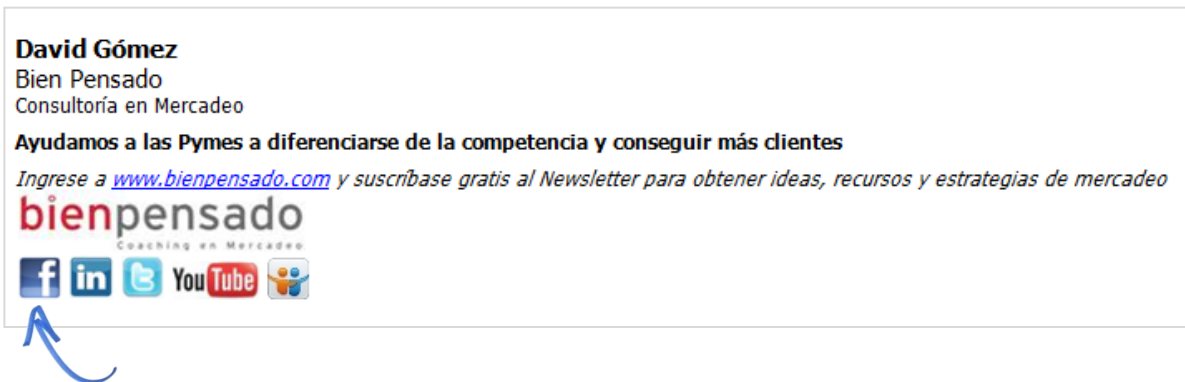 David Gómez
Bien Pensado
Consultoría en Mercadeo
Ayudamos a las Pymes a diferenciarse de la competencia y conseguir más clientes
Ingrese a www.bienpensado.com y suscríbase gratis al Newsletter para obtener ideas, recursos y estrategias de mercadeo
bienpensado
Coaching en Mercadeo
f in t YouTube